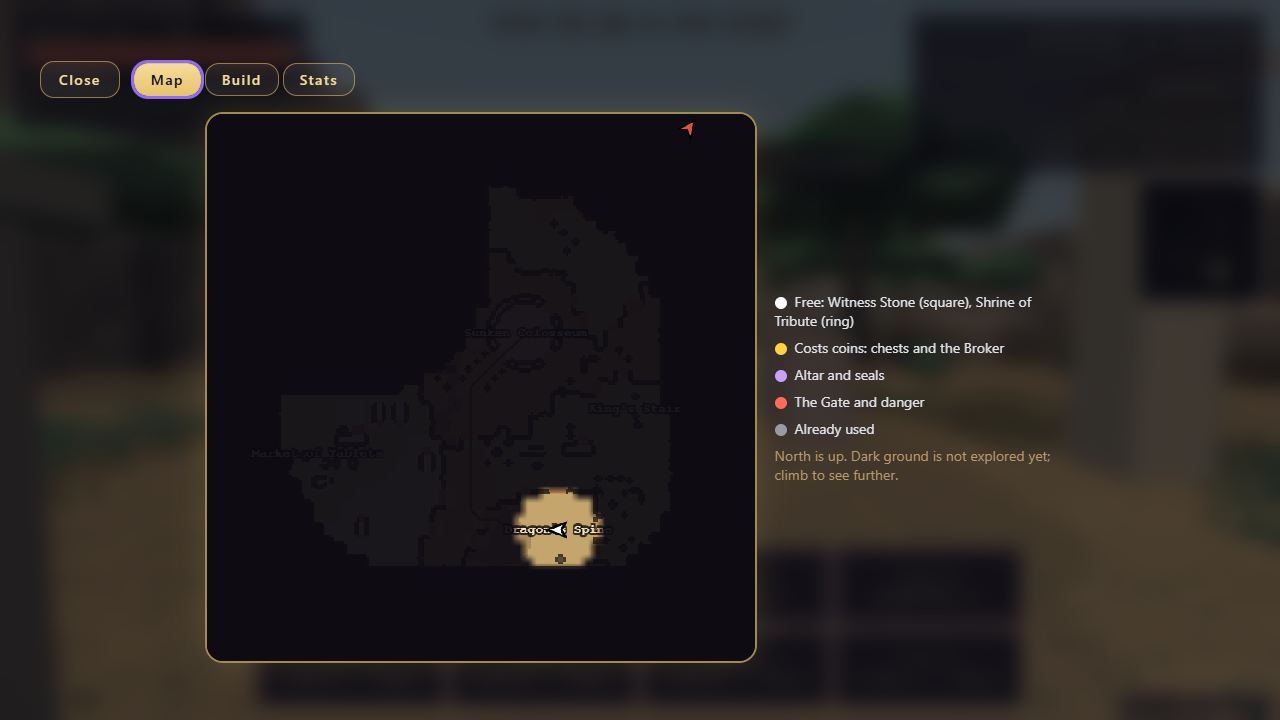 Close
Map
Build
Stats
Sunken Colosseum
King's Stair
Market of Tablets
Free: Witness Stone (square), Shrine of
Tribute (ring)
Costs coins: chests and the Broker
Altar and seals
The Gate and danger
Already used
North is up. Dark ground is not explored yet;
climb to see further.